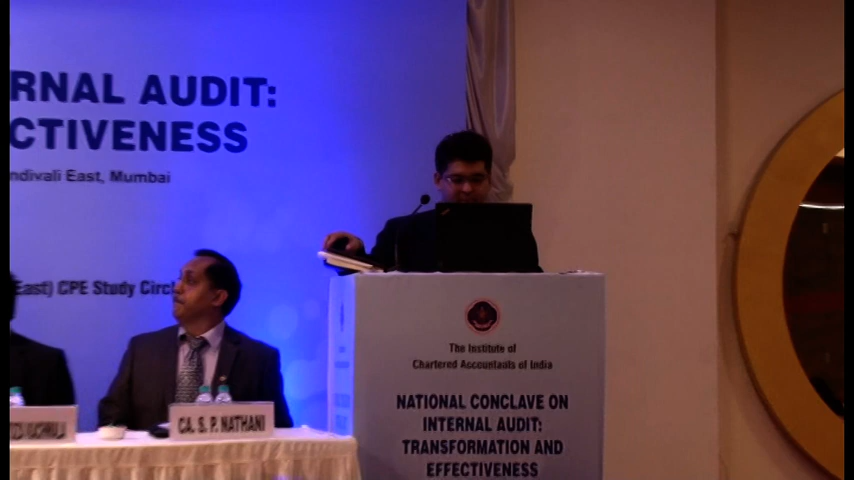 RNAL AUDIT:
CTIVENESS
ndivali East, Mumbai
East) CPE Study Circ
CA. S. P. NATHANI
The Institute of
Chartered Accountants of India
NATIONAL CONCLAVE ON
INTERNAL AUDIT:
TRANSFORMATION AND
EFFECTIVENESS